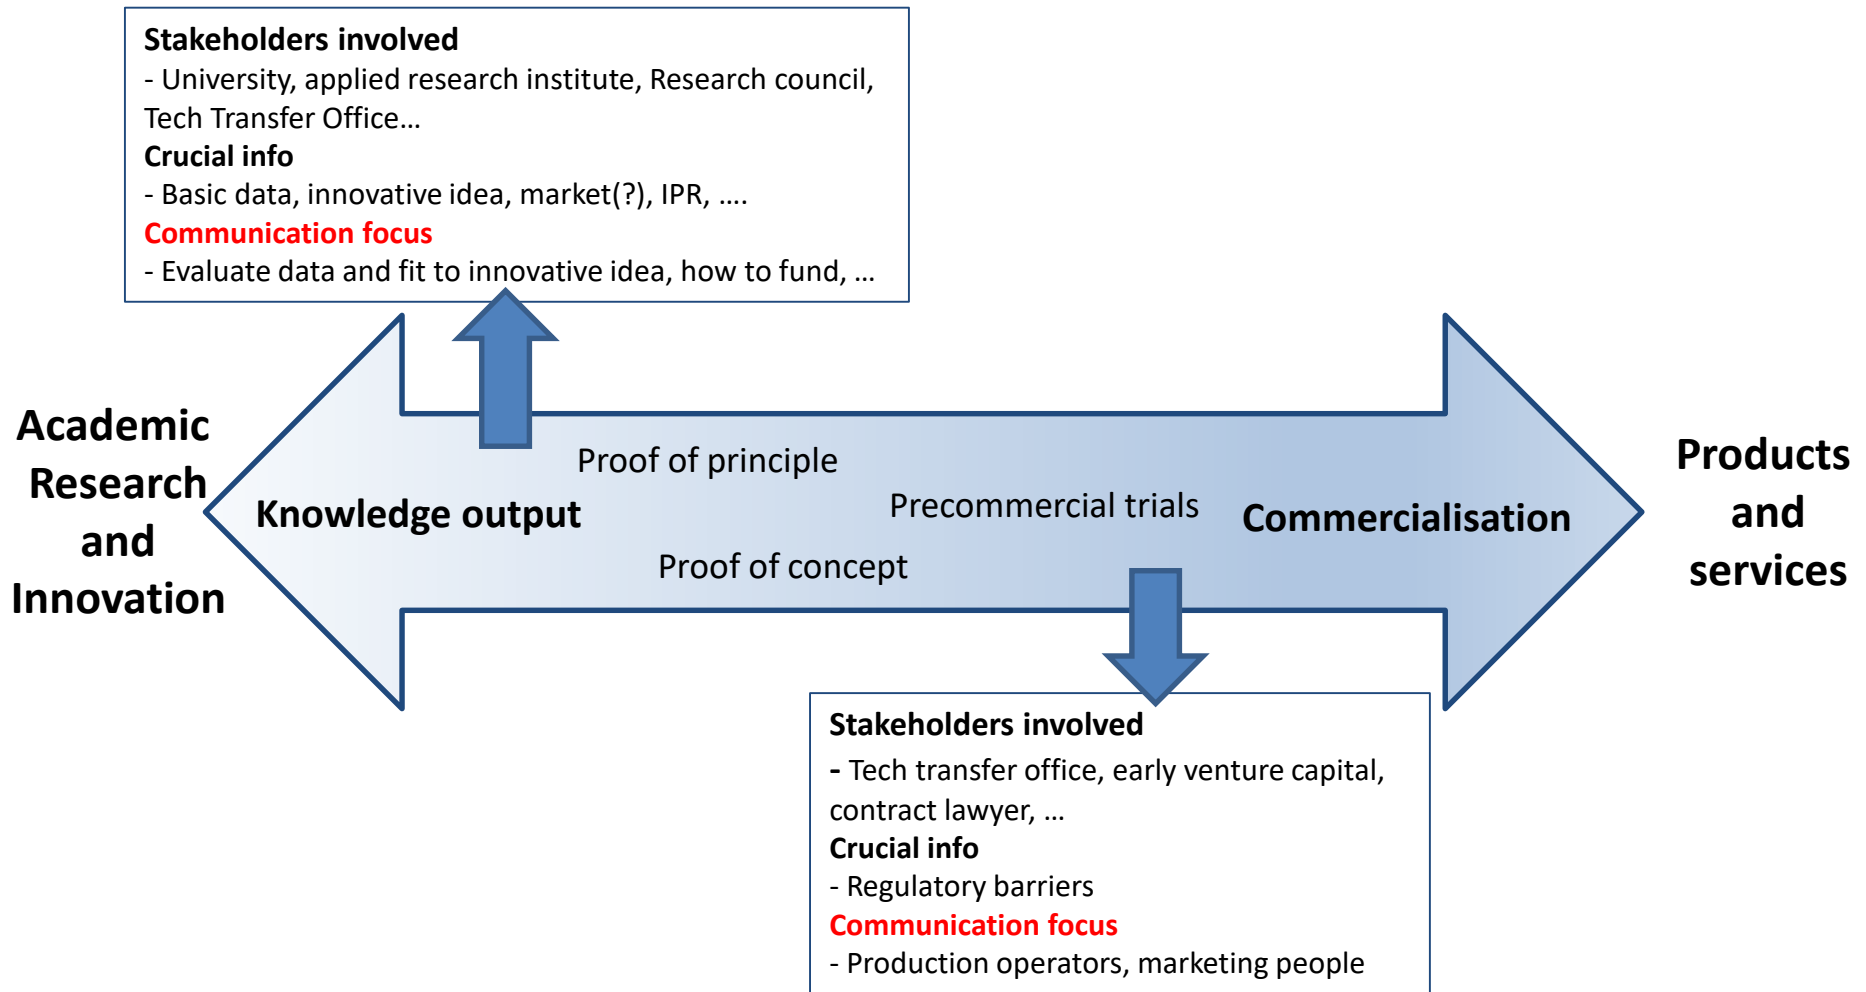 Stakeholders involved
- University, applied research institute, Research council,
Tech Transfer Office…
Crucial info
- Basic data, innovative idea, market(?), IPR, ….
Communication focus
- Evaluate data and fit to innovative idea, how to fund, …
Academic
Research
and
Innovation
Knowledge output
Proof of principle
Proof of concept
Precommercial trials
Commercialisation
Products
and
services
Stakeholders involved
- Tech transfer office, early venture capital,
contract lawyer, …
Crucial info
- Regulatory barriers
Communication focus
- Production operators, marketing people